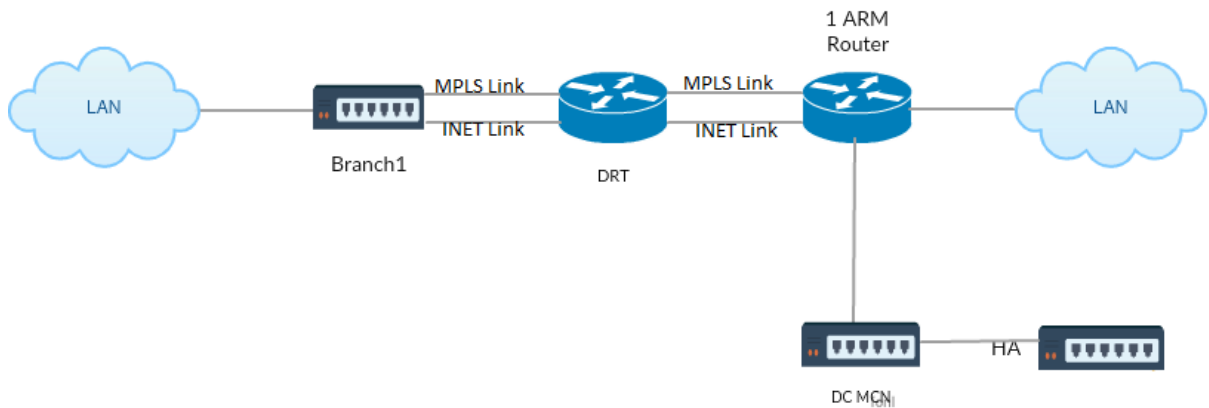 1 ARM
Router
LAN
MPLS Link
MPLS Link
LAN
INET Link
INET Link
Branch1
DRT
HA
DC MCN